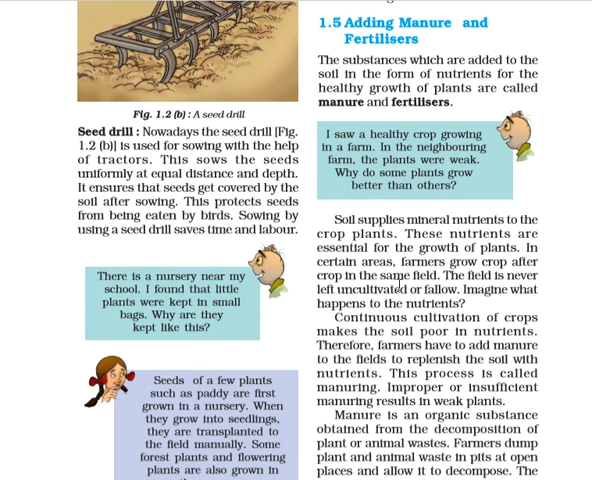 Fig. 1.2 (b) : A seed drill
Seed drill : Nowadays the seed drill [Fig.
1.2 (b)] is used for sowing with the help
of tractors. This sows the seeds
uniformly at equal distance and depth.
It ensures that seeds get covered by the
soil after sowing. This protects seeds
from being eaten by birds. Sowing by
using a seed drill saves time and labour.
There is a nursery near my
school. I found that little
plants were kept in small
bags. Why are they
kept like this?
Seeds of a few plants
such as paddy are first
grown in a nursery. When
they grow into seedlings,
they are transplanted to
the field manually. Some
forest plants and flowering
plants are also grown in
1.5 Adding Manure and
Fertilisers
The substances which are added to the
soil in the form of nutrients for the
healthy growth of plants are called
manure and fertilisers.
I saw a healthy crop growing
in a farm. In the neighbouring
farm, the plants were weak.
Why do some plants grow
better than others?
Soil supplies mineral nutrients to the
crop plants. These nutrients are
essential for the growth of plants. In
certain areas, farmers grow crop after
crop in the same field. The field is never
left uncultivated or fallow. Imagine what
happens to the nutrients?
Continuous cultivation of crops
makes the soil poor in nutrients.
Therefore, farmers have to add manure
to the fields to replenish the soil with
nutrients. This process is called
manuring. Improper or insufficient
manuring results in weak plants.
Manure is an organic substance
obtained from the decomposition of
plant or animal wastes. Farmers dump
plant and animal waste in pits at open
places and allow it to decompose. The